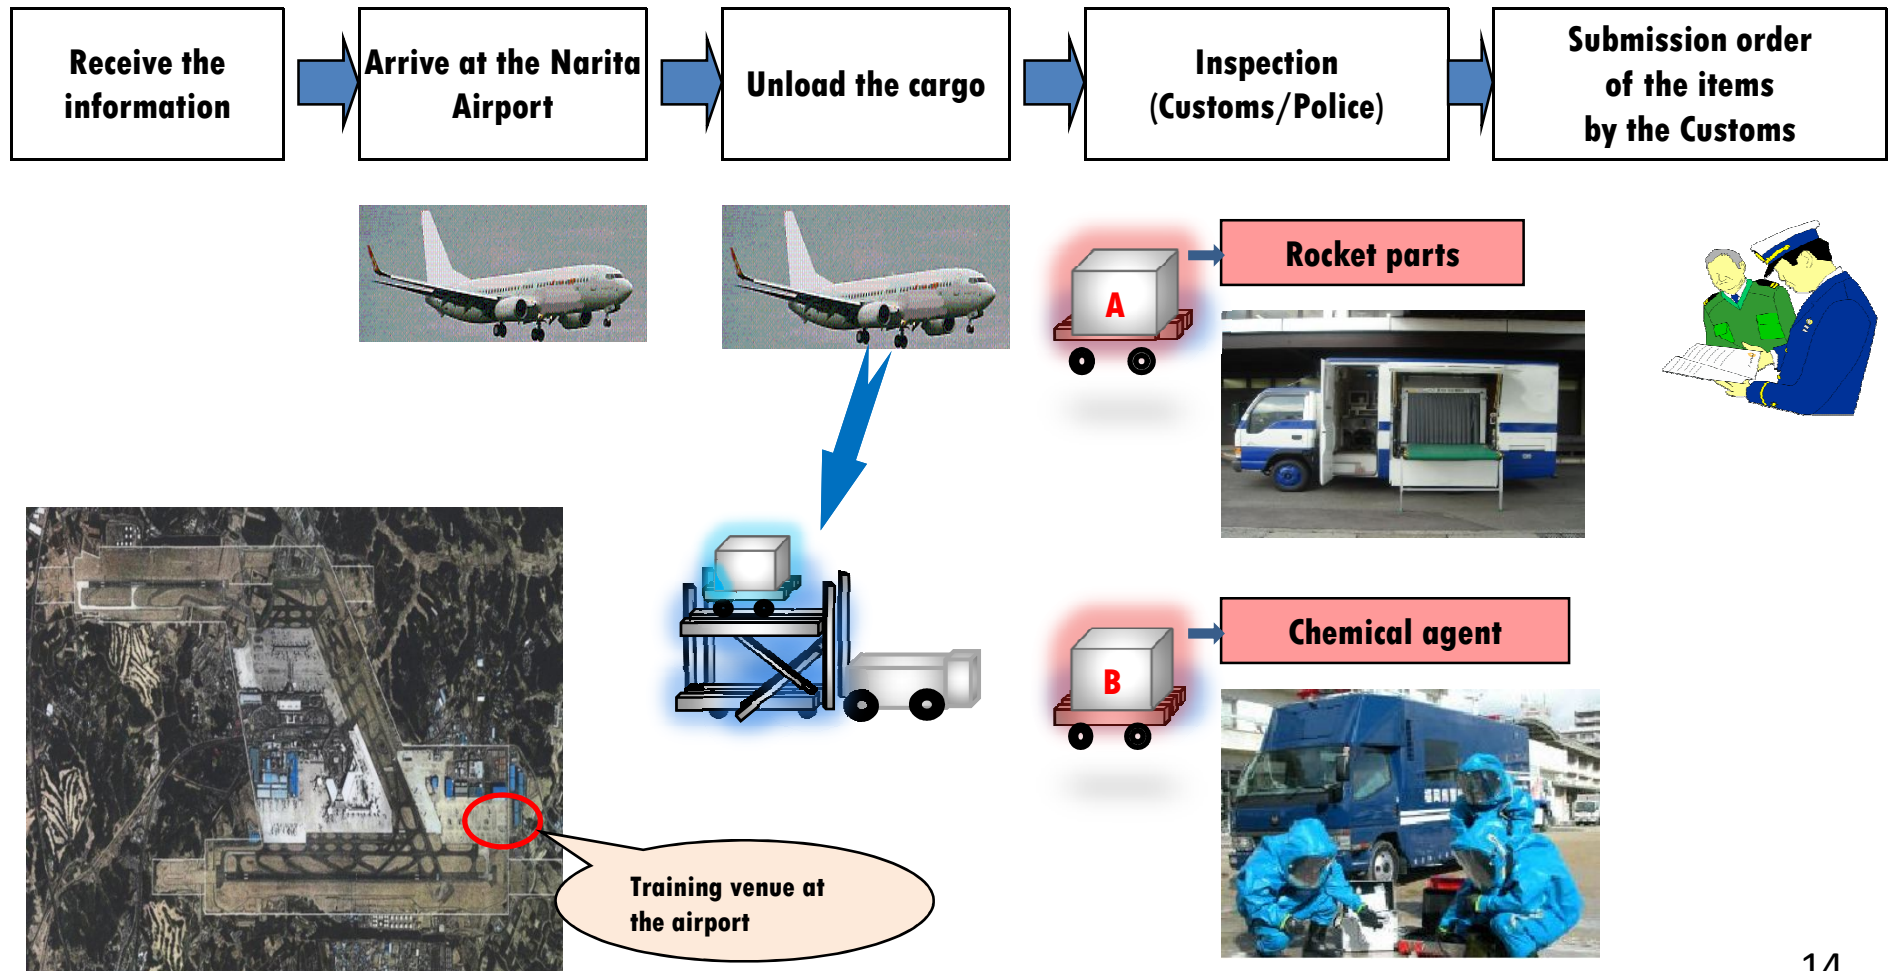 Receive the
information
Arrive at the Narita
Airport
Unload the cargo
Inspection
(Customs/Police)
Submission order
of the items
by the Customs
A
Rocket parts
B
Chemical agent
Training venue at
the airport
14